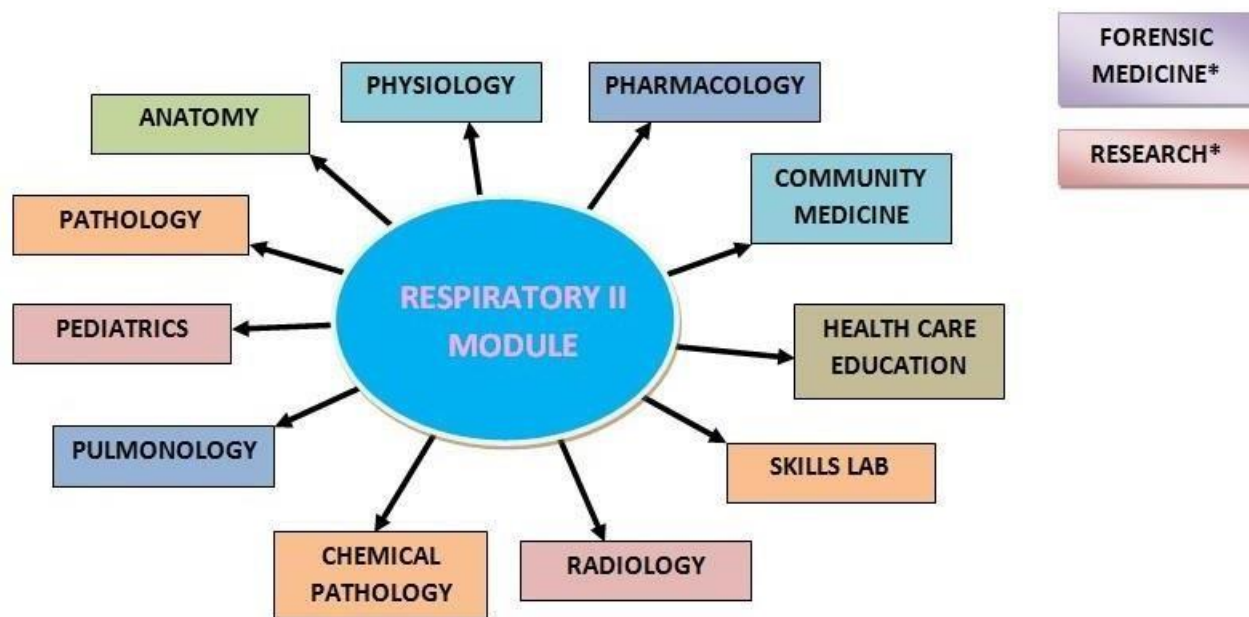 FORENSIC
MEDICINE*
RESEARCH*
PHYSIOLOGY
PHARMACOLOGY
ANATOMY
COMMUNITY
MEDICINE
PATHOLOGY
RESPIRATORY II
MODULE
PEDIATRICS
HEALTH CARE
EDUCATION
PULMONOLOGY
SKILLS LAB
CHEMICAL
PATHOLOGY
RADIOLOGY